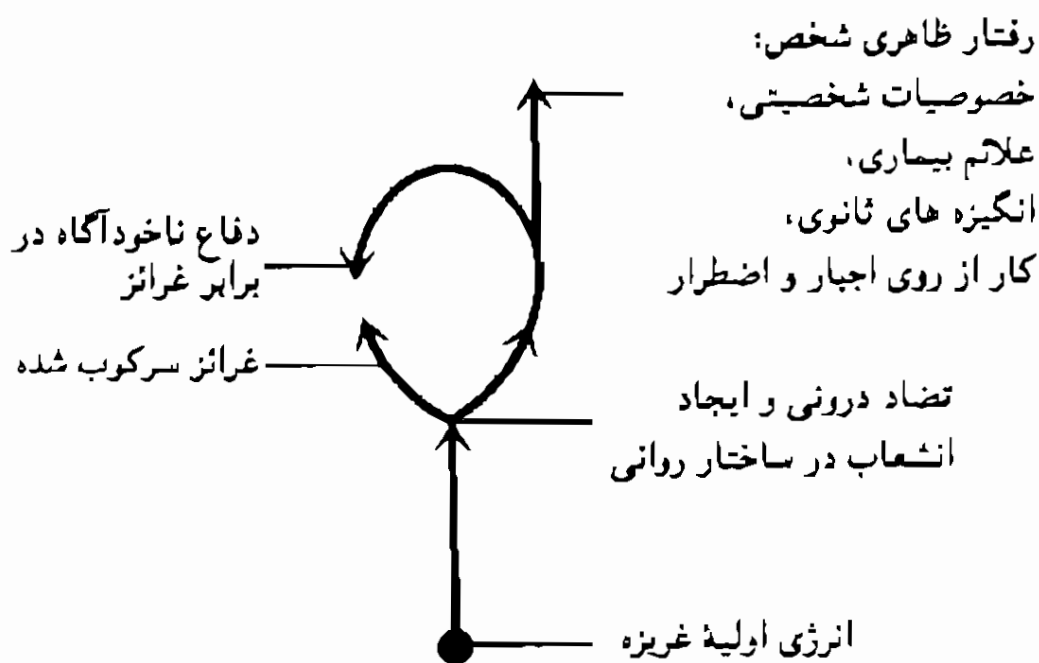 رفتار ظاهری شخص:
خصوصیات شخصیتی،
علائم بیماری،
انگیزه های ثانوی،
کار از روی اجبار و اضطرار
دفاع ناخودآگاه در
برابر غرائز
غرائز سرکوب شده
تضاد درونی و ایجاد
انشعاب در ساختار روانی
انرژی اولیۀ غریزه